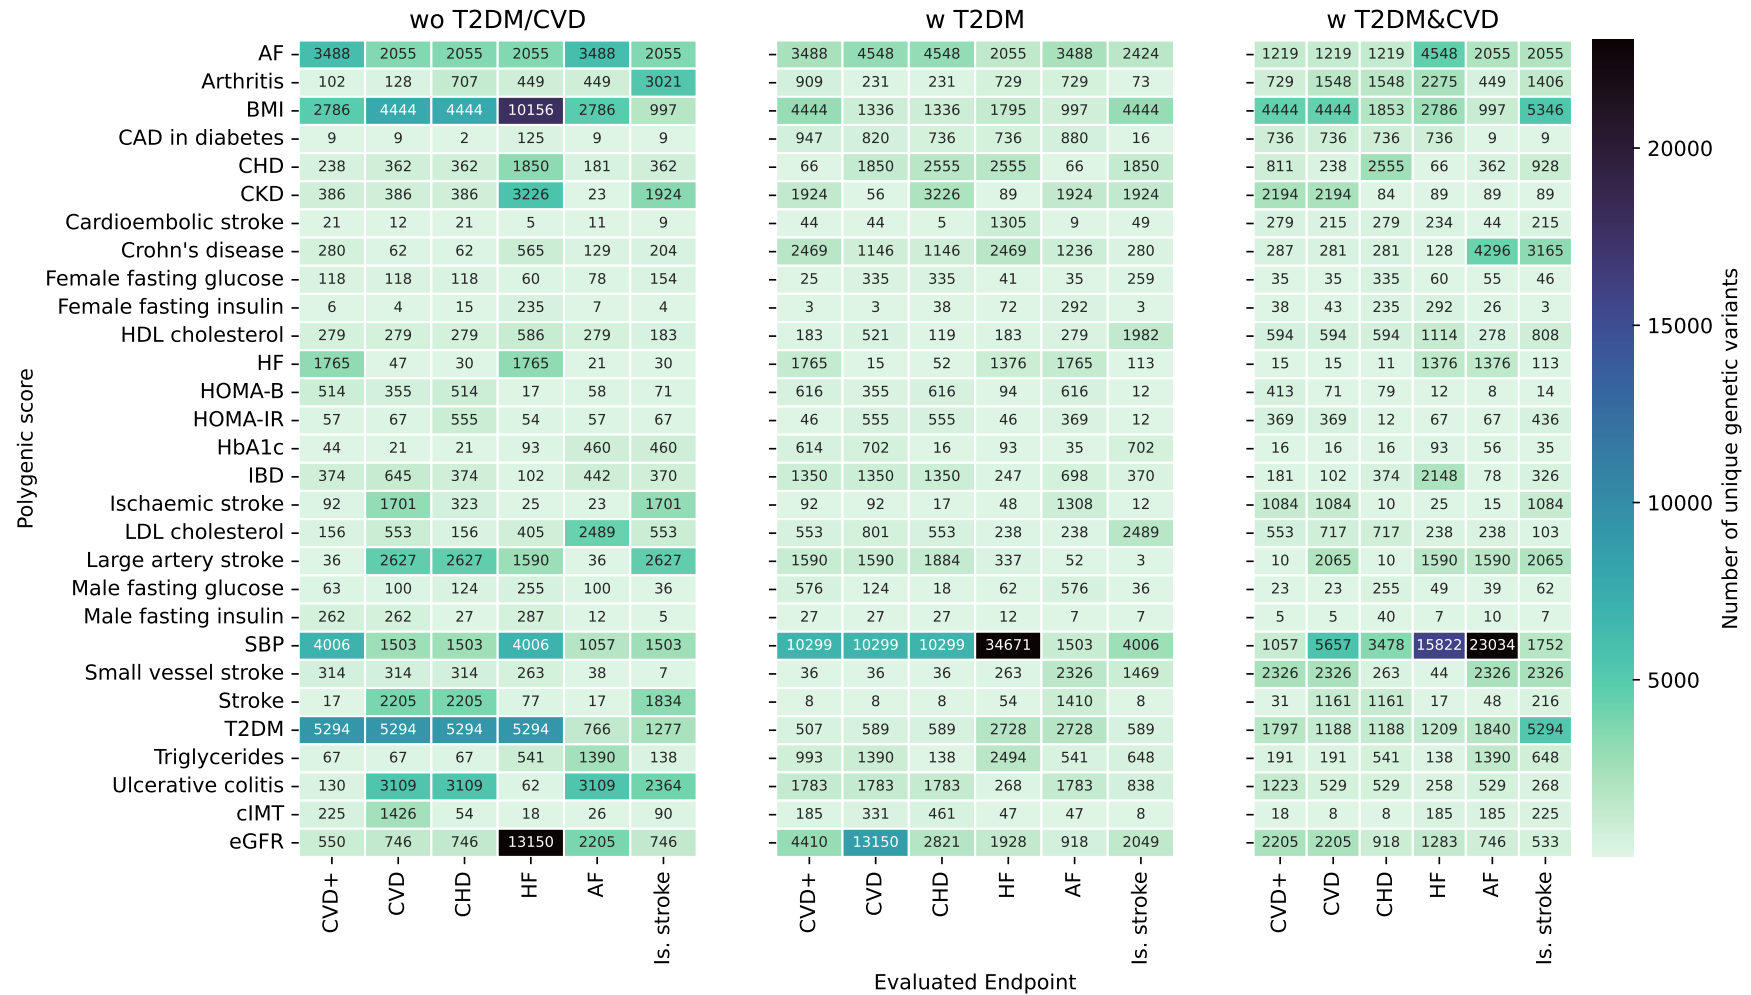 wo T2DM/CVD w T2DM w T2DM&CVD
AF 3488 2055 2055 2055 3488 2055 3488 4548 4548 2055 3488 2424 1219 1219 1219 4548 2055 2055
Arthritis 102 128 707 449 449 3021 909 231 231 729 729 73 729 1548 1548 2275 449 1406
BMI 2786 4444 4444 10156 2786 997 4444 1336 1336 1795 997 4444 4444 4444 1853 2786 997 5346
CAD in diabetes 9 9 2 125 9 9 947 820 736 736 880 16 736 736 736 736 9 9
CHD 238 362 362 1850 181 362 66 1850 2555 2555 66 1850 811 238 2555 66 362 928
CKD 386 386 386 3226 23 1924 1924 56 3226 89 1924 1924 2194 2194 84 89 89 89
Cardioembolic stroke 21 12 21 5 11 9 44 44 5 1305 9 49 279 215 279 234 44 215
Crohn's disease 280 62 62 565 129 204 2469 1146 1146 2469 1236 280 287 281 281 128 4296 3165
Female fasting glucose 118 118 118 60 78 154 25 335 335 41 35 259 35 35 335 60 55 46
Female fasting insulin 6 4 15 235 7 4 3 3 38 72 292 3 38 43 235 292 26 3
HDL cholesterol 279 279 279 586 279 183 183 521 119 183 279 1982 594 594 594 1114 278 808
HF 1765 47 30 1765 21 30 1765 15 52 1376 1765 113 15 15 11 1376 1376 113
HOMA-B 514 355 514 17 58 71 616 355 616 94 616 12 413 71 79 12 8 14
HOMA-IR 57 67 555 54 57 67 46 555 555 46 369 12 369 369 12 67 67 436
HbA1c 44 21 21 93 460 460 614 702 16 93 35 702 16 16 16 93 56 35
IBD 374 645 374 102 442 370 1350 1350 1350 247 698 370 181 102 374 2148 78 326
Ischaemic stroke 92 1701 323 25 23 1701 92 92 17 48 1308 12 1084 1084 10 25 15 1084
LDL cholesterol 156 553 156 405 2489 553 553 801 553 238 238 2489 553 717 717 238 238 103
Large artery stroke 36 2627 2627 1590 36 2627 1590 1590 1884 337 52 3 10 2065 10 1590 1590 2065
Male fasting glucose 63 100 124 255 100 36 576 124 18 62 576 36 23 23 255 49 39 62
Male fasting insulin 262 262 27 287 12 5 27 27 27 12 7 7 5 5 40 7 10 7
SBP 4006 1503 1503 4006 1057 1503 10299 10299 10299 34671 1503 4006 1057 5657 3478 15822 23034 1752
Small vessel stroke 314 314 314 263 38 7 36 36 36 263 2326 1469 2326 2326 263 44 2326 2326
Stroke 17 2205 2205 77 17 1834 8 8 8 54 1410 8 31 1161 1161 17 48 216
T2DM 5294 5294 5294 5294 766 1277 507 589 589 2728 2728 589 1797 1188 1188 1209 1840 5294
Triglycerides 67 67 67 541 1390 138 993 1390 138 2494 541 648 191 191 541 138 1390 648
Ulcerative colitis 130 3109 3109 62 3109 2364 1783 1783 1783 268 1783 838 1223 529 529 258 529 268
cIMT 225 1426 54 18 26 90 185 331 461 47 47 8 18 8 8 185 185 225
eGFR 550 746 746 13150 2205 746 4410 13150 2821 1928 918 2049 2205 2205 918 1283 746 533
CVD+ CVD CHD HF AF Is. stroke CVD+ CVD CHD HF AF Is. stroke CVD+ CVD CHD HF AF Is. stroke
Evaluated Endpoint
Polygenic score
20000
15000
10000
5000
Number of unique genetic variants